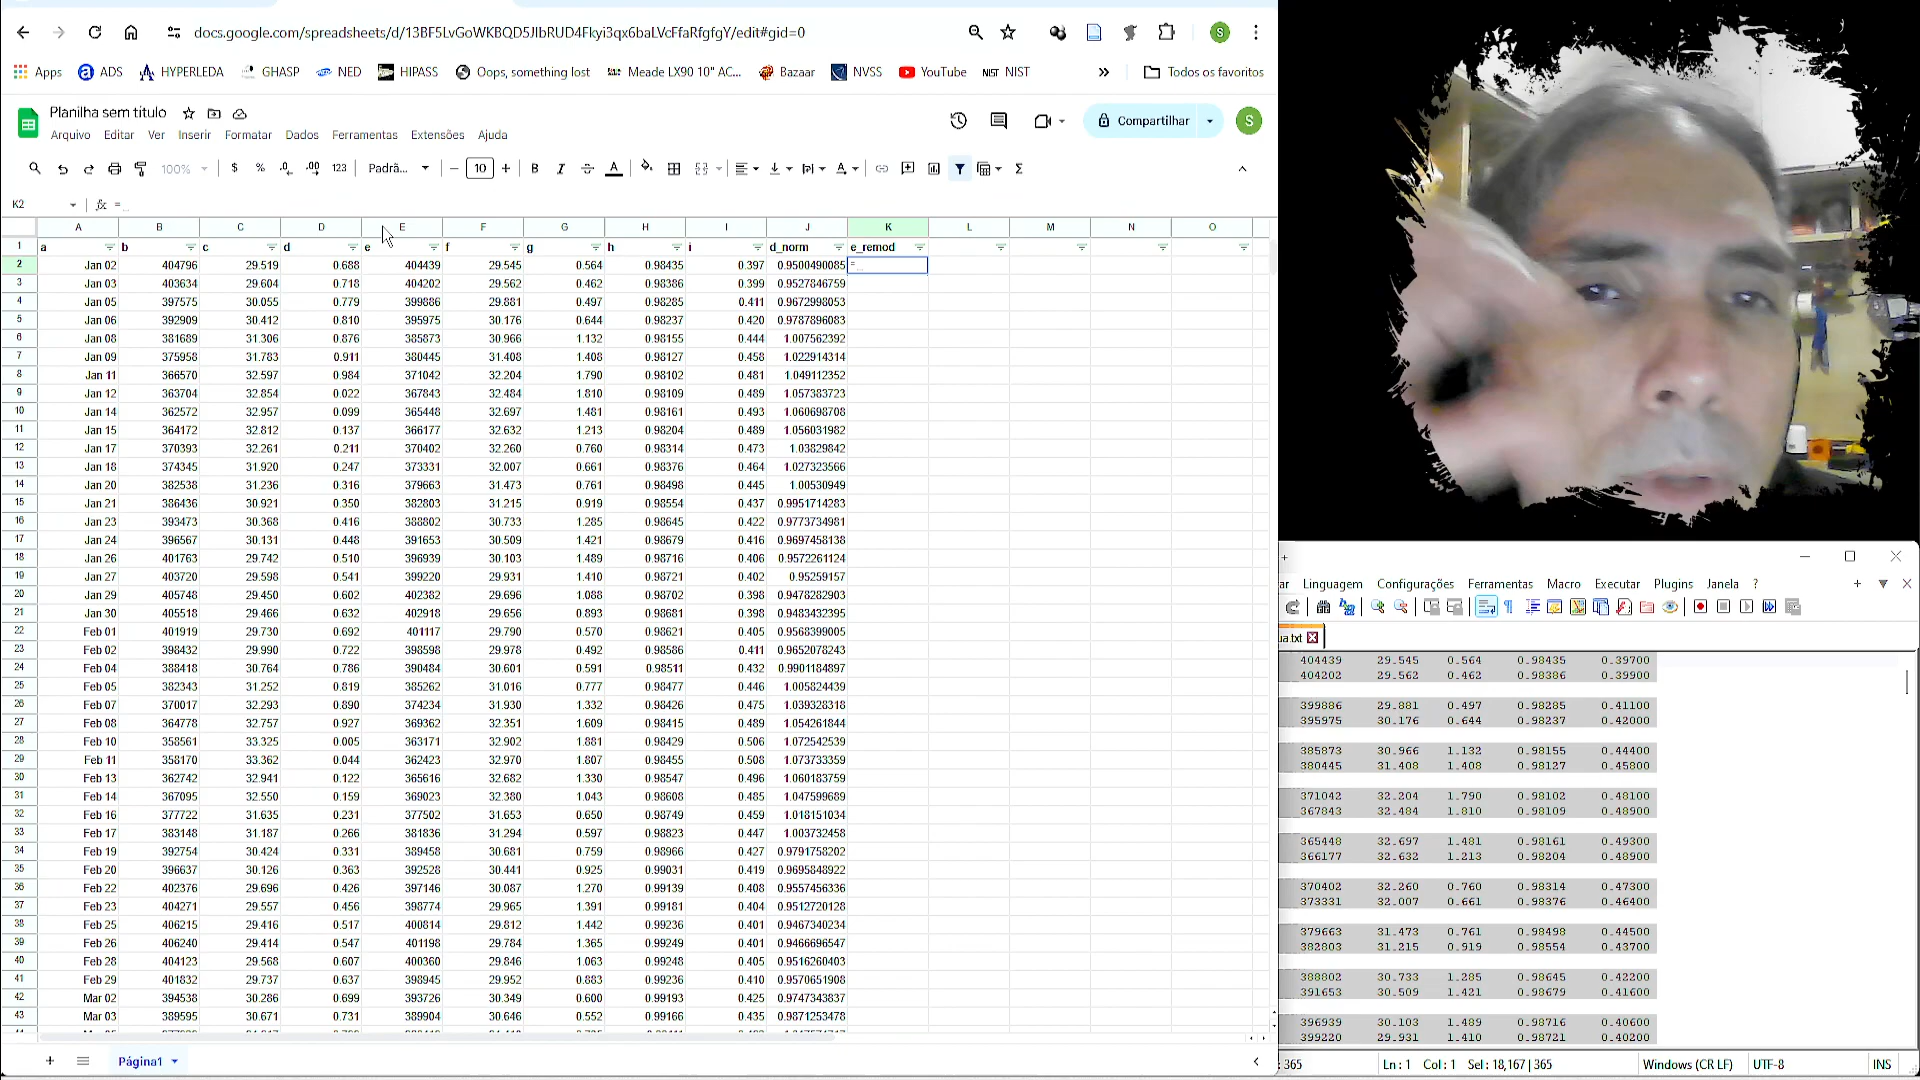 docs.google.com/spreadsheets/d/13BF5LvGoWKBQD5JIbRUD4Fkyi3qx6baLVcFfaRfgfgY/edit#gid=0
S
Apps ADS HYPERLEDA GHASP NED HIPASS Oops, something lost Meade LX90 10" AC... Bazaar NVSS YouTube NIST NIST » Todos os favoritos
Planilha sem título
Compartilhar S
Arquivo Editar Ver Inserir Formatar Dados Ferramentas Extensões Ajuda
100% $ % .0 .00 123 Padrã... − 10 + B I A Σ
K2 fx =
A B C D E F G H I J K L M N O
1 a b c d e f g h i d_norm e_remod
2 Jan 02 404796 29.519 0.688 404439 29.545 0.564 0.98435 0.397 0.9500490085 =
3 Jan 03 403634 29.604 0.718 404202 29.562 0.462 0.98386 0.399 0.9527846759
4 Jan 05 397575 30.055 0.779 399886 29.881 0.497 0.98285 0.411 0.9672998053
5 Jan 06 392909 30.412 0.810 395975 30.176 0.644 0.98237 0.420 0.9787896083
6 Jan 08 381689 31.306 0.876 385873 30.966 1.132 0.98155 0.444 1.007562392
7 Jan 09 375958 31.783 0.911 380445 31.408 1.408 0.98127 0.458 1.022914314
8 Jan 11 366570 32.597 0.984 371042 32.204 1.790 0.98102 0.481 1.049112352
9 Jan 12 363704 32.854 0.022 367843 32.484 1.810 0.98109 0.489 1.057383723
10 Jan 14 362572 32.957 0.099 365448 32.697 1.481 0.98161 0.493 1.060698708
11 Jan 15 364172 32.812 0.137 366177 32.632 1.213 0.98204 0.489 1.056031982
12 Jan 17 370393 32.261 0.211 370402 32.260 0.760 0.98314 0.473 1.03829842
13 Jan 18 374345 31.920 0.247 373331 32.007 0.661 0.98376 0.464 1.027323566
14 Jan 20 382538 31.236 0.316 379663 31.473 0.761 0.98498 0.445 1.00530949
15 Jan 21 386436 30.921 0.350 382803 31.215 0.919 0.98554 0.437 0.9951714283
16 Jan 23 393473 30.368 0.416 388802 30.733 1.285 0.98645 0.422 0.9773734981
17 Jan 24 396567 30.131 0.448 391653 30.509 1.421 0.98679 0.416 0.9697458138
18 Jan 26 401763 29.742 0.510 396939 30.103 1.489 0.98716 0.406 0.9572261124
19 Jan 27 403720 29.598 0.541 399220 29.931 1.410 0.98721 0.402 0.95259157
20 Jan 29 405748 29.450 0.602 402382 29.696 1.088 0.98702 0.398 0.9478282903
21 Jan 30 405518 29.466 0.632 402918 29.656 0.893 0.98681 0.398 0.9483432395
22 Feb 01 401919 29.730 0.692 401117 29.790 0.570 0.98621 0.405 0.9568399005
23 Feb 02 398432 29.990 0.722 398598 29.978 0.492 0.98586 0.411 0.9652078243
24 Feb 04 388418 30.764 0.786 390484 30.601 0.591 0.98511 0.432 0.9901184897
25 Feb 05 382343 31.252 0.819 385262 31.016 0.777 0.98477 0.446 1.005824439
26 Feb 07 370017 32.293 0.890 374234 31.930 1.332 0.98426 0.475 1.039328318
27 Feb 08 364778 32.757 0.927 369362 32.351 1.609 0.98415 0.489 1.054261844
28 Feb 10 358561 33.325 0.005 363171 32.902 1.881 0.98429 0.506 1.072542539
29 Feb 11 358170 33.362 0.044 362423 32.970 1.807 0.98455 0.508 1.073733359
30 Feb 13 362742 32.941 0.122 365616 32.682 1.330 0.98547 0.496 1.060183759
31 Feb 14 367095 32.550 0.159 369023 32.380 1.043 0.98608 0.485 1.047599689
32 Feb 16 377722 31.635 0.231 377502 31.653 0.650 0.98749 0.459 1.018151034
33 Feb 17 383148 31.187 0.266 381836 31.294 0.597 0.98823 0.447 1.003732458
34 Feb 19 392754 30.424 0.331 389458 30.681 0.759 0.98966 0.427 0.9791758202
35 Feb 20 396637 30.126 0.363 392528 30.441 0.925 0.99031 0.419 0.9695848922
36 Feb 22 402376 29.696 0.426 397146 30.087 1.270 0.99139 0.408 0.9557456336
37 Feb 23 404271 29.557 0.456 398774 29.965 1.391 0.99181 0.404 0.9512720128
38 Feb 25 406215 29.416 0.517 400814 29.812 1.442 0.99236 0.401 0.9467340234
39 Feb 26 406240 29.414 0.547 401198 29.784 1.365 0.99249 0.401 0.9466696547
40 Feb 28 404123 29.568 0.607 400360 29.846 1.063 0.99248 0.405 0.9516260403
41 Feb 29 401832 29.737 0.637 398945 29.952 0.883 0.99236 0.410 0.9570651908
42 Mar 02 394538 30.286 0.699 393726 30.349 0.600 0.99193 0.425 0.9747343837
43 Mar 03 389595 30.671 0.731 389904 30.646 0.552 0.99166 0.435 0.9871253478
Página1
Linguagem Configurações Ferramentas Macro Executar Plugins Janela ?
ua.txt
404439 29.545 0.564 0.98435 0.39700
404202 29.562 0.462 0.98386 0.39900
399886 29.881 0.497 0.98285 0.41100
395975 30.176 0.644 0.98237 0.42000
385873 30.966 1.132 0.98155 0.44400
380445 31.408 1.408 0.98127 0.45800
371042 32.204 1.790 0.98102 0.48100
367843 32.484 1.810 0.98109 0.48900
365448 32.697 1.481 0.98161 0.49300
366177 32.632 1.213 0.98204 0.48900
370402 32.260 0.760 0.98314 0.47300
373331 32.007 0.661 0.98376 0.46400
379663 31.473 0.761 0.98498 0.44500
382803 31.215 0.919 0.98554 0.43700
388802 30.733 1.285 0.98645 0.42200
391653 30.509 1.421 0.98679 0.41600
396939 30.103 1.489 0.98716 0.40600
399220 29.931 1.410 0.98721 0.40200
: 365 Ln : 1 Col : 1 Sel : 18,167 | 365 Windows (CR LF) UTF-8 INS